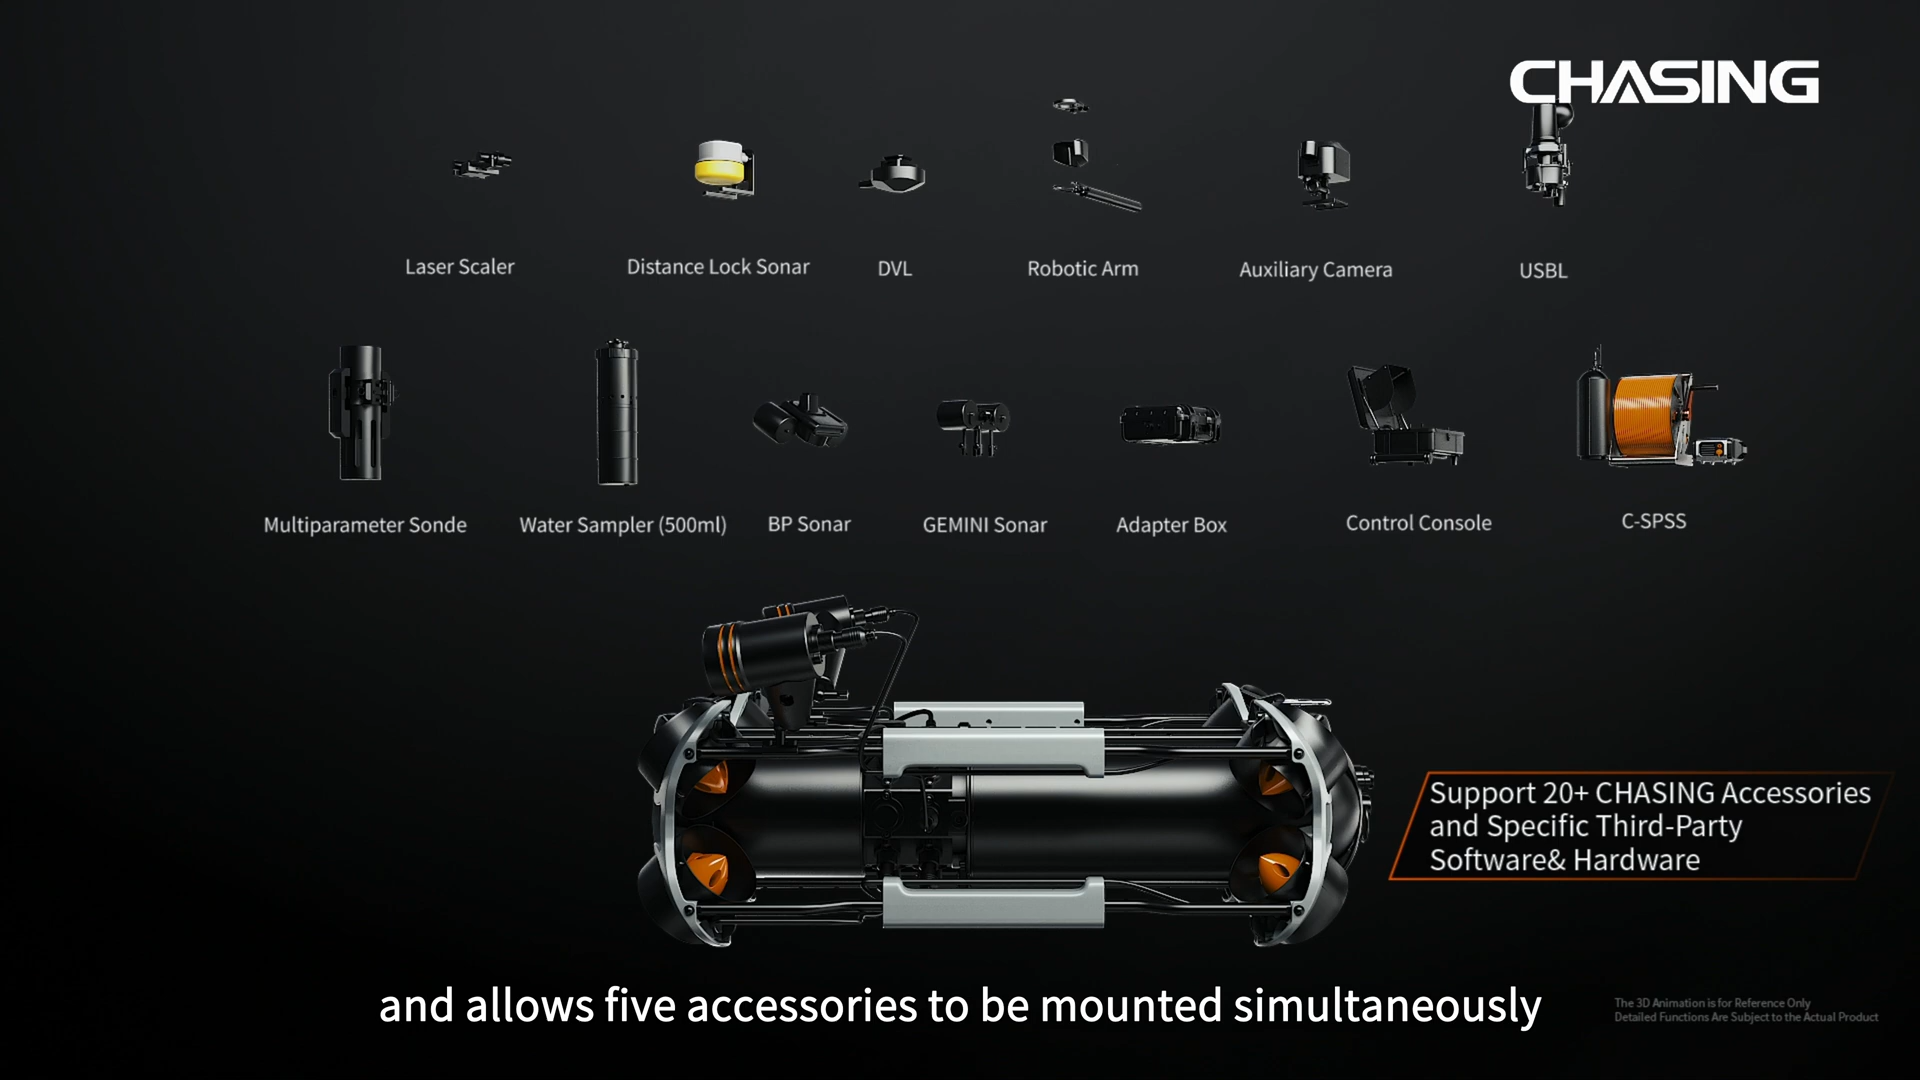 CHASING
Laser Scaler
Distance Lock Sonar
DVL
Robotic Arm
Auxiliary Camera
USBL
Multiparameter Sonde
Water Sampler (500ml)
BP Sonar
GEMINI Sonar
Adapter Box
Control Console
C-SPSS
Support 20+ CHASING Accessories
and Specific Third-Party
Software& Hardware
and allows five accessories to be mounted simultaneously
The 3D Animation is for Reference Only
Detailed Functions Are Subject to the Actual Product